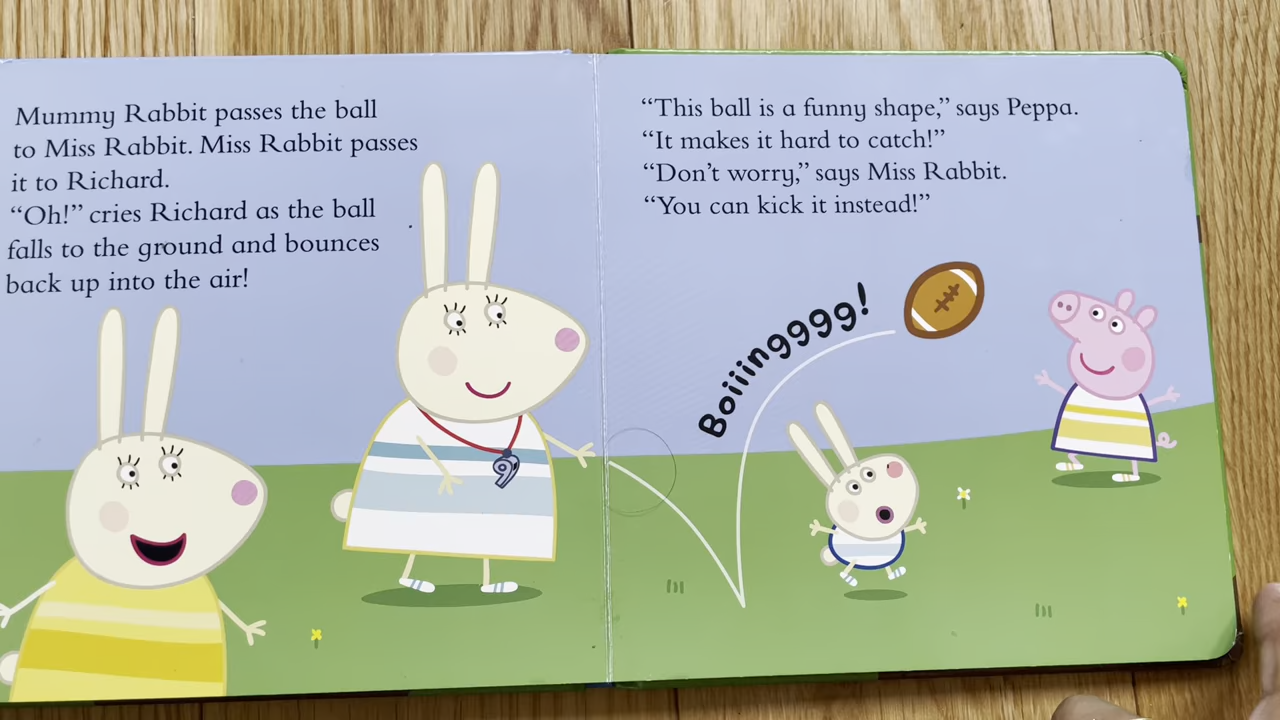 Mummy Rabbit passes the ball
to Miss Rabbit. Miss Rabbit passes
it to Richard.
“Oh!” cries Richard as the ball
falls to the ground and bounces
back up into the air!
“This ball is a funny shape,” says Peppa.
“It makes it hard to catch!”
“Don’t worry,” says Miss Rabbit.
“You can kick it instead!”
Boiiingggg!